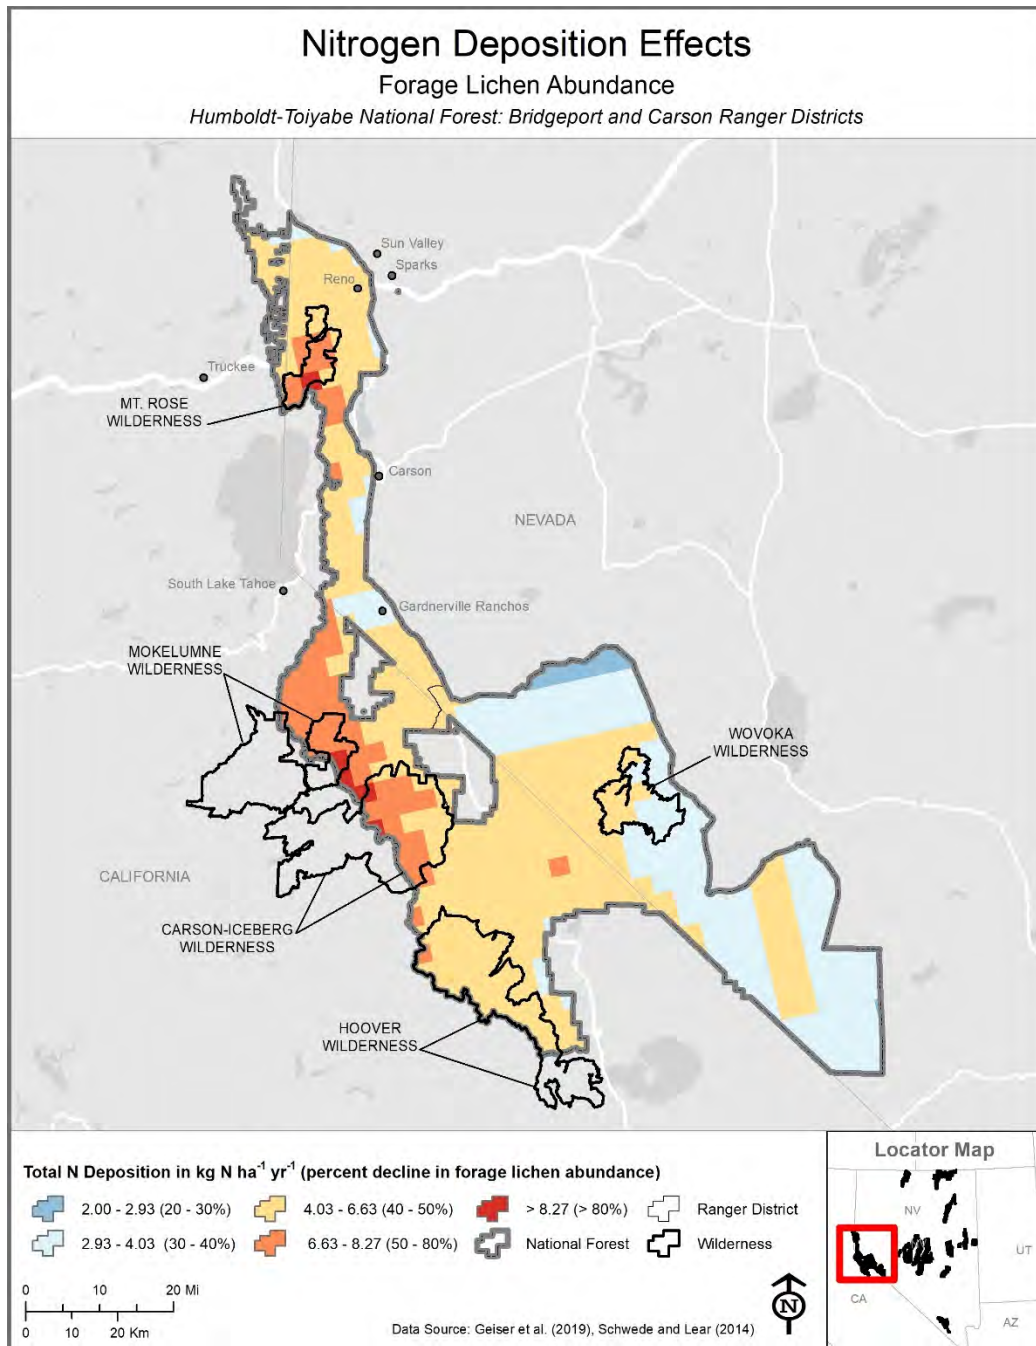 Nitrogen Deposition Effects
Forage Lichen Abundance
Humboldt-Toiyabe National Forest: Bridgeport and Carson Ranger Districts
Sun Valley
Sparks
Reno
Truckee
MT. ROSE
WILDERNESS
Carson
NEVADA
South Lake Tahoe
Gardnerville Ranchos
MOKELUMNE
WILDERNESS
WOVOKA
WILDERNESS
CALIFORNIA
CARSON-ICEBERG
WILDERNESS
HOOVER
WILDERNESS
Total N Deposition in kg N ha-1 yr-1 (percent decline in forage lichen abundance)
2.00 - 2.93 (20 - 30%)
4.03 - 6.63 (40 - 50%)
> 8.27 (> 80%)
Ranger District
2.93 - 4.03 (30 - 40%)
6.63 - 8.27 (50 - 80%)
National Forest
Wilderness
0 10 20 Mi
0 10 20 Km
N
Data Source: Geiser et al. (2019), Schwede and Lear (2014)
Locator Map
NV
UT
CA
AZ